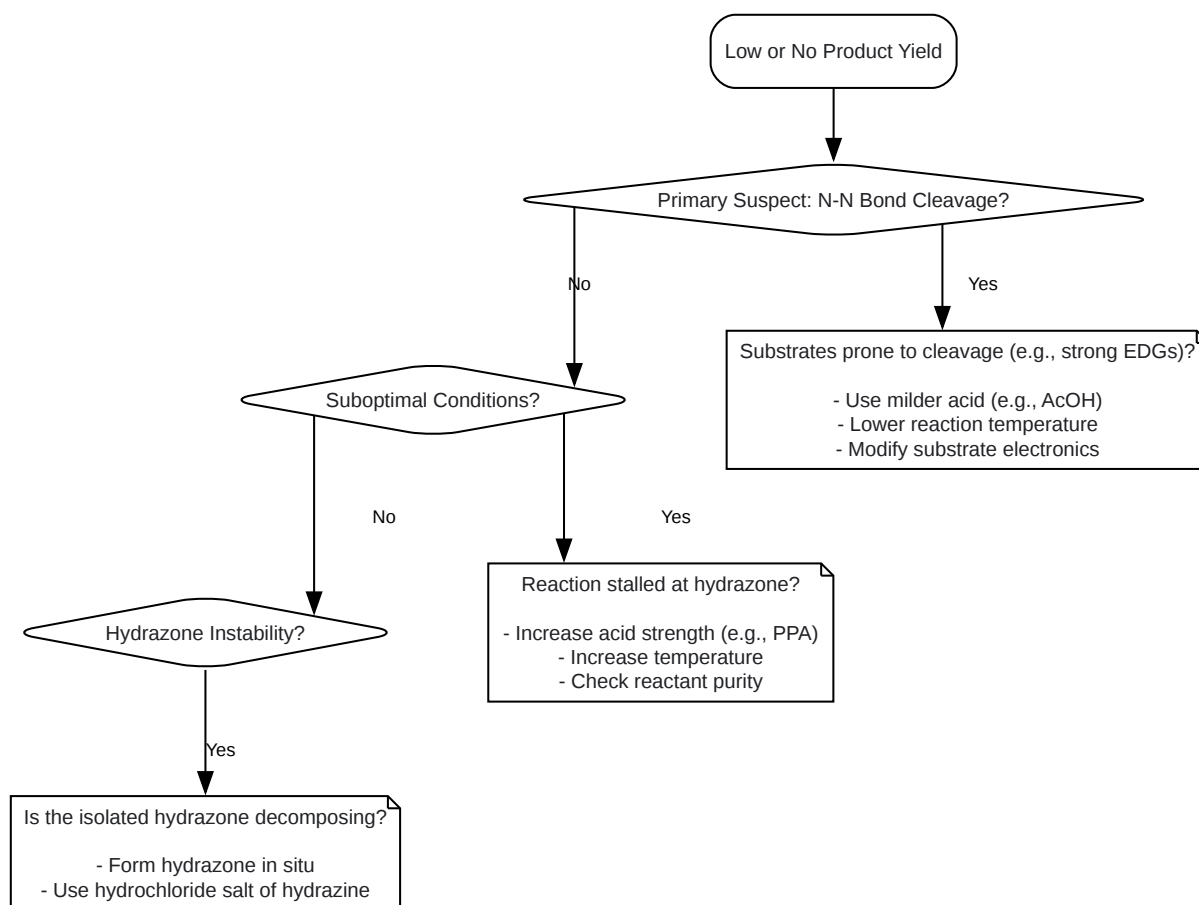 Low or No Product Yield
Primary Suspect: N-N Bond Cleavage?
No
Yes
Substrates prone to cleavage (e.g., strong EDGs)?
- Use milder acid (e.g., AcOH)
- Lower reaction temperature
- Modify substrate electronics
Suboptimal Conditions?
No
Yes
Reaction stalled at hydrazone?
- Increase acid strength (e.g., PPA)
- Increase temperature
- Check reactant purity
Hydrazone Instability?
Yes
Is the isolated hydrazone decomposing?
- Form hydrazone in situ
- Use hydrochloride salt of hydrazine